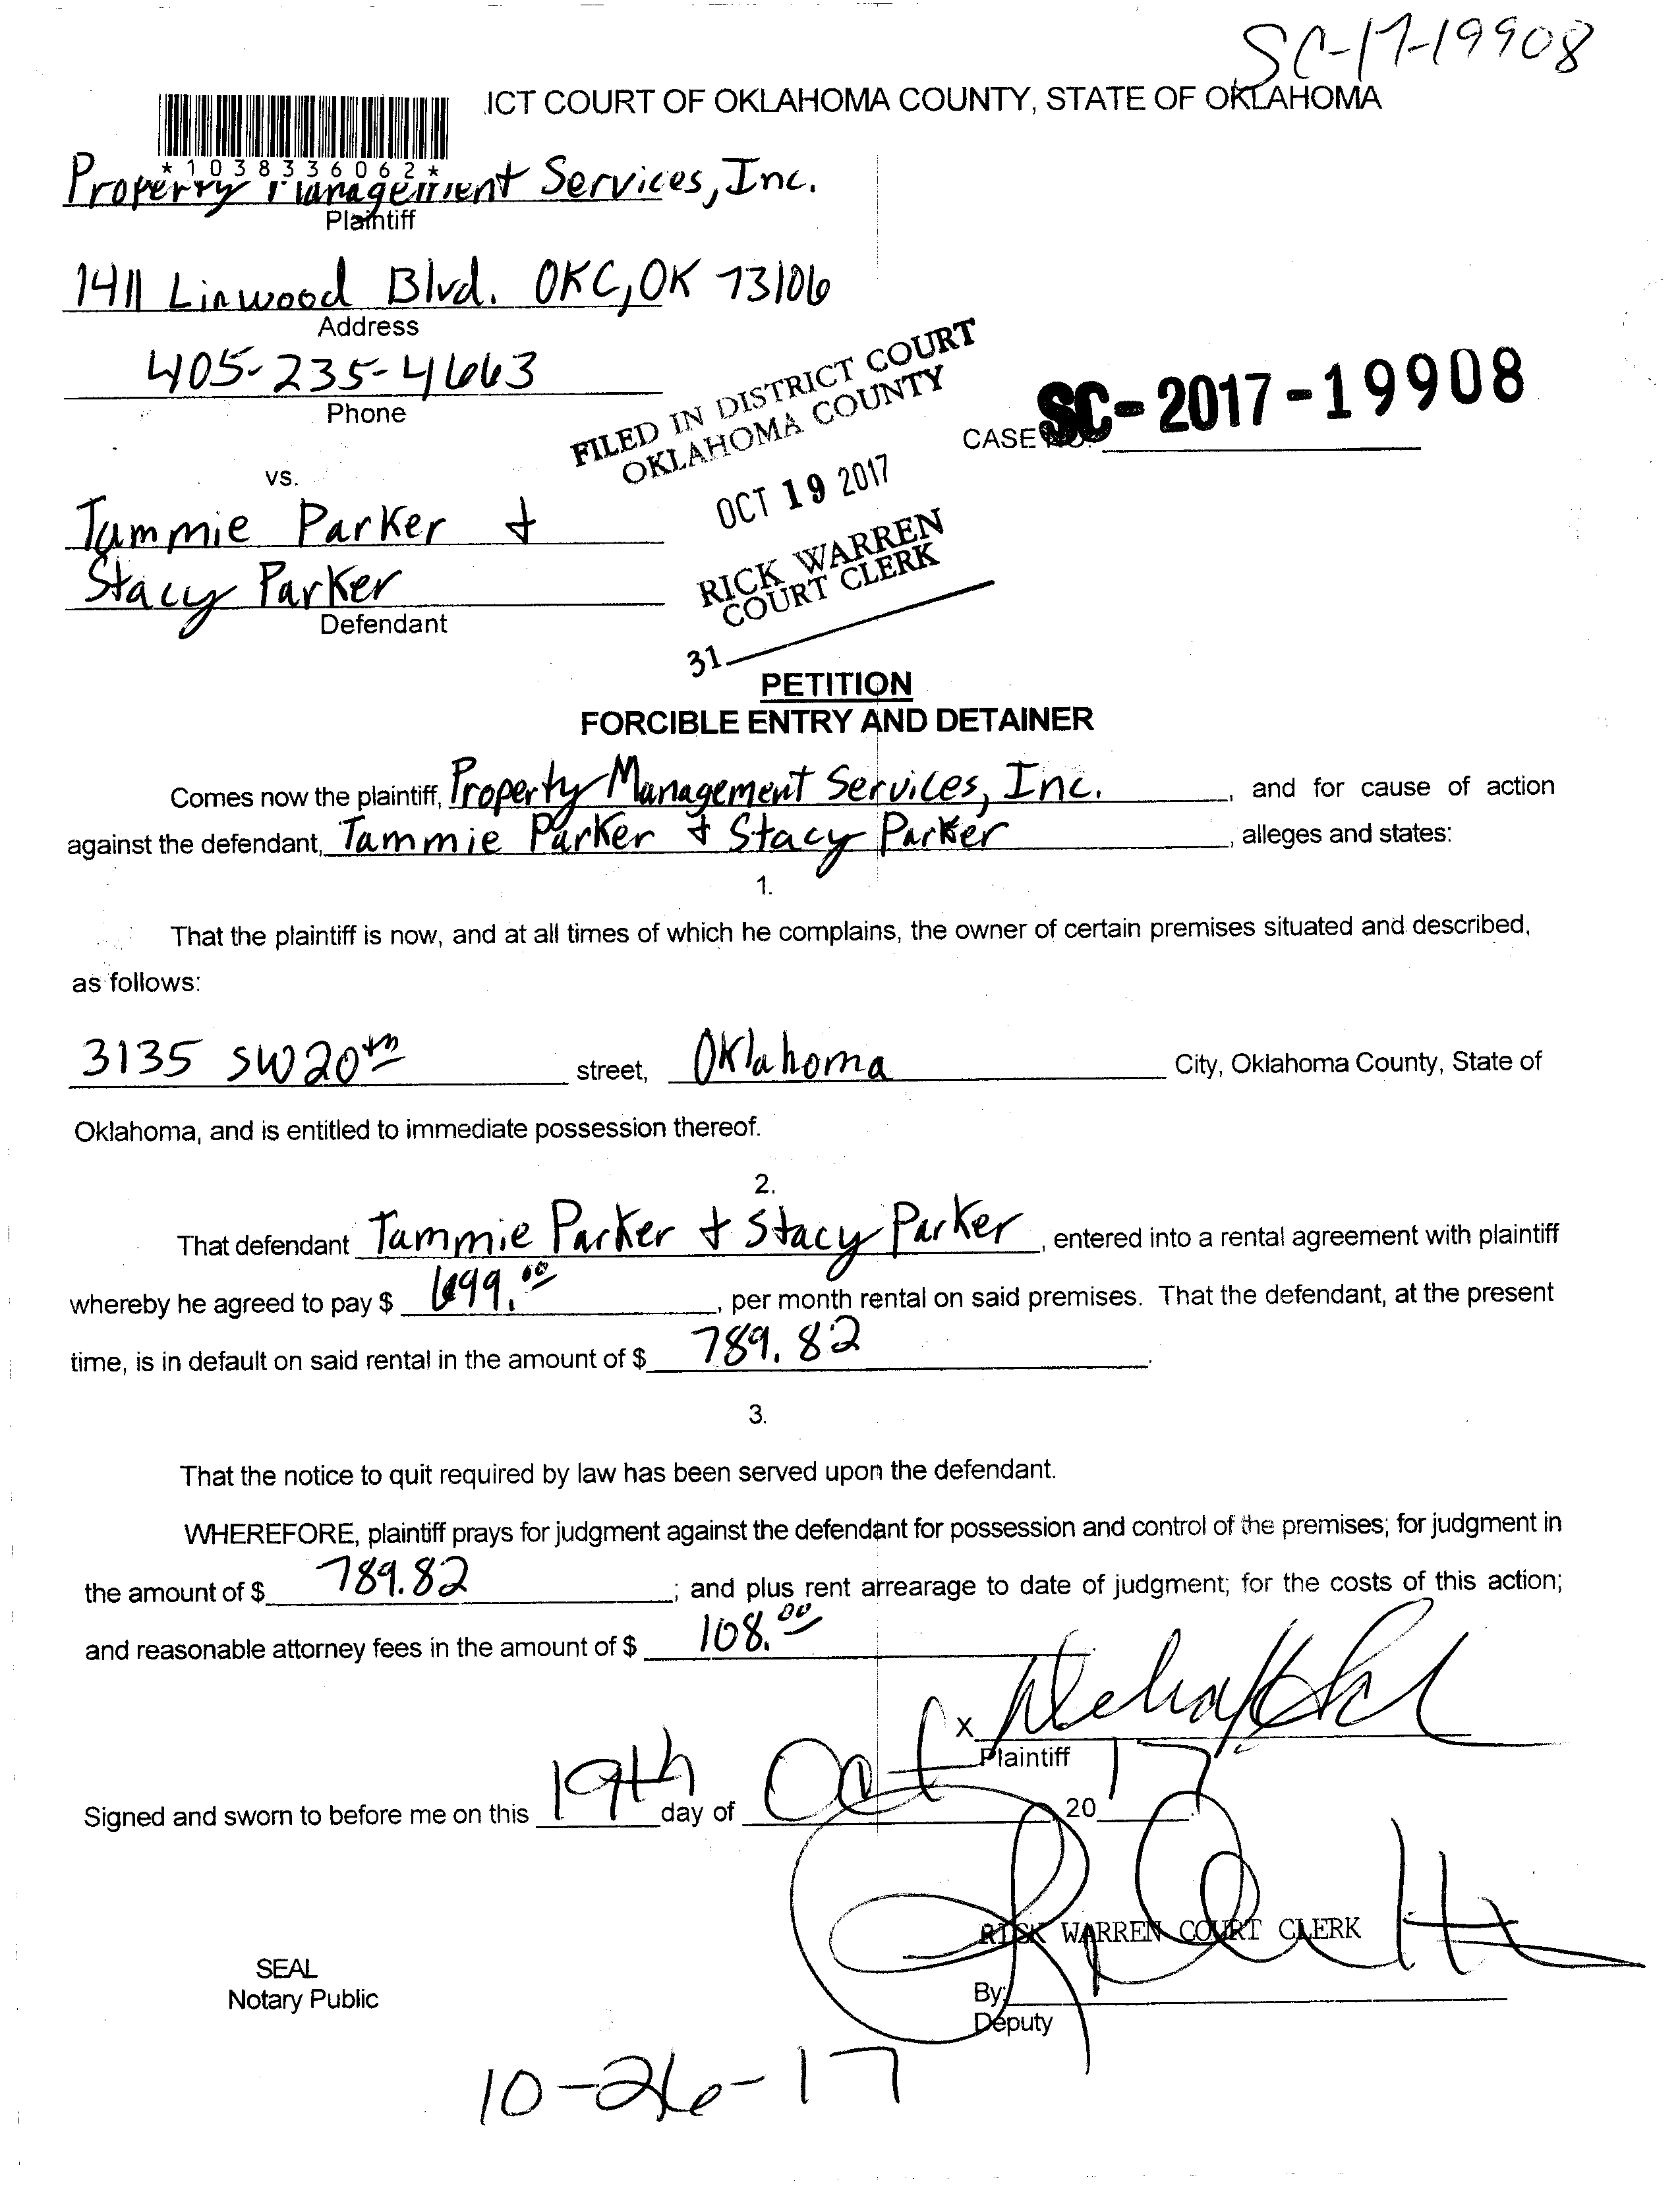 SC-17-19908
ICT COURT OF OKLAHOMA COUNTY, STATE OF OKLAHOMA
*1038336062*
Property Management Services, Inc.
Plaintiff
1411 Linwood Blvd. OKC, OK 73106
Address
405-235-4663
Phone
FILED IN DISTRICT COURT
OKLAHOMA COUNTY
OCT 19 2017
RICK WARREN
COURT CLERK
31
CASE NO. SC-2017-19908
vs.
Tammie Parker &
Stacy Parker
Defendant
PETITION
FORCIBLE ENTRY AND DETAINER
Comes now the plaintiff, Property Management Services, Inc. , and for cause of action
against the defendant, Tammie Parker & Stacy Parker , alleges and states:
1.
That the plaintiff is now, and at all times of which he complains, the owner of certain premises situated and described,
as follows:
3135 SW 20th street, Oklahoma City, Oklahoma County, State of
Oklahoma, and is entitled to immediate possession thereof.
2.
That defendant Tammie Parker & Stacy Parker , entered into a rental agreement with plaintiff
whereby he agreed to pay $ 699.00 , per month rental on said premises. That the defendant, at the present
time, is in default on said rental in the amount of $ 789.82 .
3.
That the notice to quit required by law has been served upon the defendant.
WHEREFORE, plaintiff prays for judgment against the defendant for possession and control of the premises; for judgment in
the amount of $ 789.82 ; and plus rent arrearage to date of judgment; for the costs of this action;
and reasonable attorney fees in the amount of $ 108.00
x
Plaintiff
Signed and sworn to before me on this 19th day of Oct 20 17 .
RICK WARREN COURT CLERK
SEAL
Notary Public
By:
Deputy
10-26-17